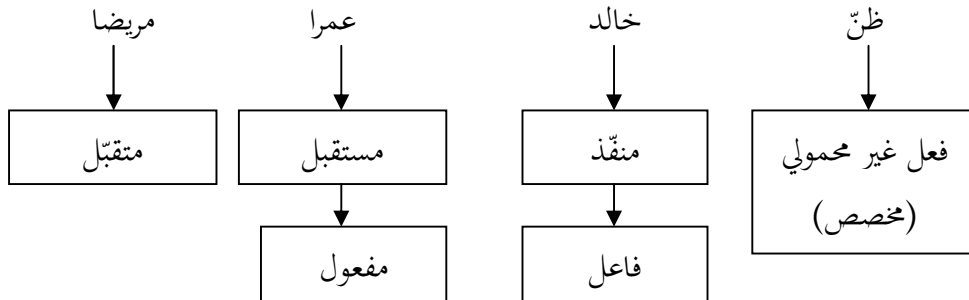 ظنّ خالد عمرا مريضا
فعل غير محمولي منفّذ مستقبل متقبّل
(مخصص)
فاعل مفعول